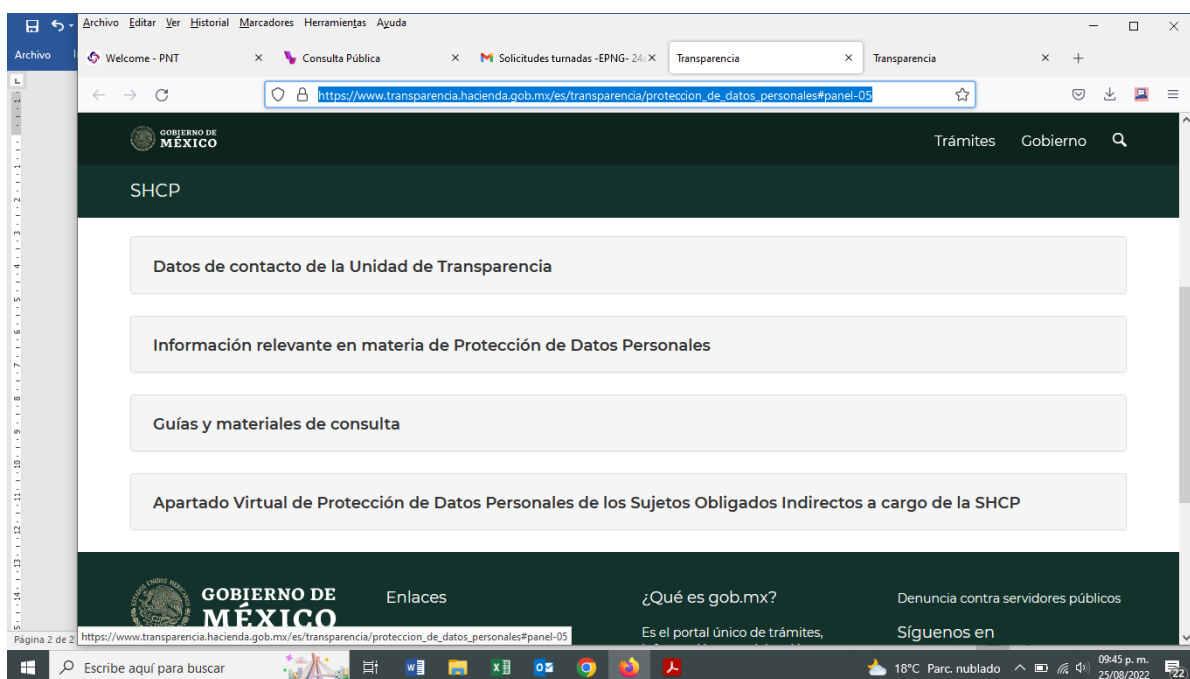 Archivo Editar Ver Historial Marcadores Herramientas Ayuda
Archivo
Welcome - PNT
Consulta Pública
Solicitudes turnadas -EPNG- 24
Transparencia
Transparencia
https://www.transparencia.hacienda.gob.mx/es/transparencia/proteccion_de_datos_personales#panel-05
GOBIERNO DE
MÉXICO
Trámites Gobierno
SHCP
Datos de contacto de la Unidad de Transparencia
Información relevante en materia de Protección de Datos Personales
Guías y materiales de consulta
Apartado Virtual de Protección de Datos Personales de los Sujetos Obligados Indirectos a cargo de la SHCP
GOBIERNO DE
MÉXICO
Enlaces
¿Qué es gob.mx?
Es el portal único de trámites,
Denuncia contra servidores públicos
Síguenos en
Página 2 de 2
https://www.transparencia.hacienda.gob.mx/es/transparencia/proteccion_de_datos_personales#panel-05
Escribe aquí para buscar
18°C Parc. nublado
09:45 p. m.
25/08/2022
22